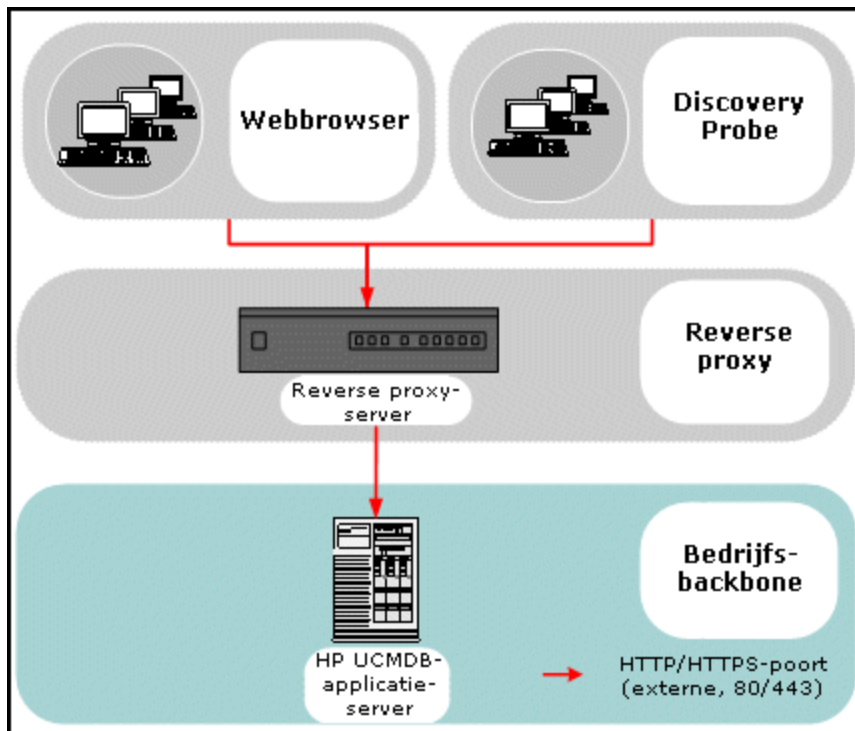 Webbrowser
Discovery
Probe
Reverse
proxy
Reverse proxy-
server
Bedrijfs-
backbone
HP UCMDB-
applicatie-
server
HTTP/HTTPS-poort
(externe, 80/443)